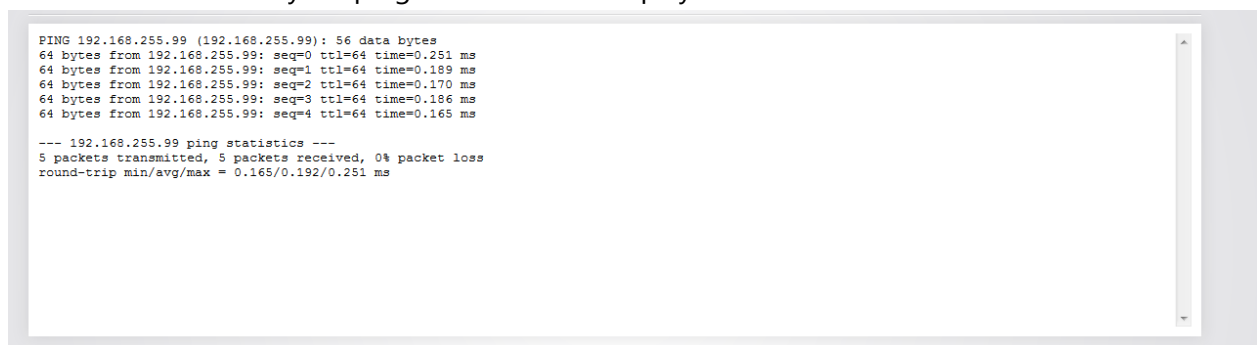 PING 192.168.255.99 (192.168.255.99): 56 data bytes
64 bytes from 192.168.255.99: seq=0 ttl=64 time=0.251 ms
64 bytes from 192.168.255.99: seq=1 ttl=64 time=0.189 ms
64 bytes from 192.168.255.99: seq=2 ttl=64 time=0.170 ms
64 bytes from 192.168.255.99: seq=3 ttl=64 time=0.186 ms
64 bytes from 192.168.255.99: seq=4 ttl=64 time=0.165 ms
--- 192.168.255.99 ping statistics ---
5 packets transmitted, 5 packets received, 0% packet loss
round-trip min/avg/max = 0.165/0.192/0.251 ms